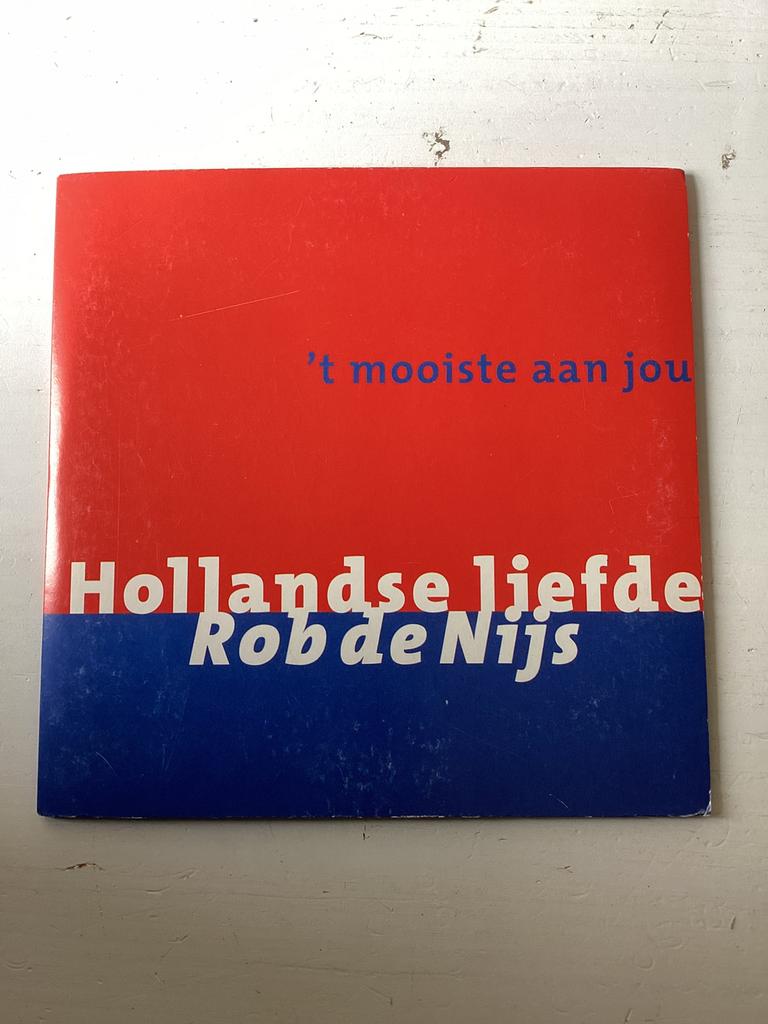 't mooiste aan jou
Hollandse liefde
Rob de Nijs